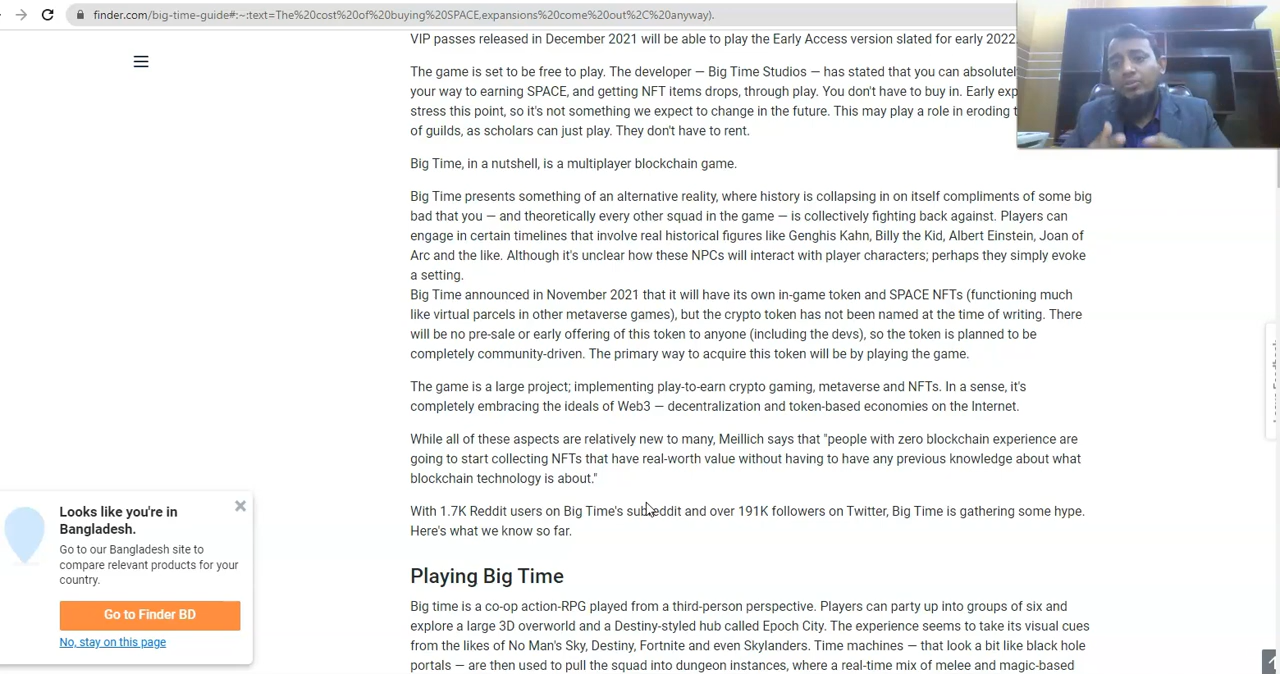 finder.com/big-time-guide#:~:text=The%20cost%20of%20buying%20SPACE,expansions%20come%20out%2C%20anyway).
VIP passes released in December 2021 will be able to play the Early Access version slated for early 2022.
The game is set to be free to play. The developer — Big Time Studios — has stated that you can absolutel
your way to earning SPACE, and getting NFT items drops, through play. You don't have to buy in. Early exp
stress this point, so it's not something we expect to change in the future. This may play a role in eroding t
of guilds, as scholars can just play. They don't have to rent.
Big Time, in a nutshell, is a multiplayer blockchain game.
Big Time presents something of an alternative reality, where history is collapsing in on itself compliments of some big
bad that you — and theoretically every other squad in the game — is collectively fighting back against. Players can
engage in certain timelines that involve real historical figures like Genghis Kahn, Billy the Kid, Albert Einstein, Joan of
Arc and the like. Although it's unclear how these NPCs will interact with player characters; perhaps they simply evoke
a setting.
Big Time announced in November 2021 that it will have its own in-game token and SPACE NFTs (functioning much
like virtual parcels in other metaverse games), but the crypto token has not been named at the time of writing. There
will be no pre-sale or early offering of this token to anyone (including the devs), so the token is planned to be
completely community-driven. The primary way to acquire this token will be by playing the game.
The game is a large project; implementing play-to-earn crypto gaming, metaverse and NFTs. In a sense, it's
completely embracing the ideals of Web3 — decentralization and token-based economies on the Internet.
While all of these aspects are relatively new to many, Meillich says that "people with zero blockchain experience are
going to start collecting NFTs that have real-worth value without having to have any previous knowledge about what
blockchain technology is about."
With 1.7K Reddit users on Big Time's subreddit and over 191K followers on Twitter, Big Time is gathering some hype.
Here's what we know so far.
Playing Big Time
Big time is a co-op action-RPG played from a third-person perspective. Players can party up into groups of six and
explore a large 3D overworld and a Destiny-styled hub called Epoch City. The experience seems to take its visual cues
from the likes of No Man's Sky, Destiny, Fortnite and even Skylanders. Time machines — that look a bit like black hole
portals — are then used to pull the squad into dungeon instances, where a real-time mix of melee and magic-based
Looks like you're in
Bangladesh.
Go to our Bangladesh site to
compare relevant products for your
country.
Go to Finder BD
No, stay on this page